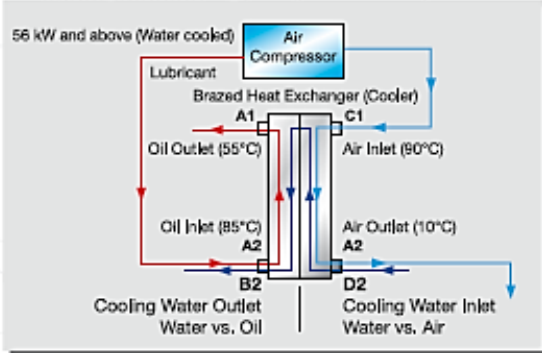 56 kW and above (Water cooled)
Air
Compressor
Lubricant
Brazed Heat Exchanger (Cooler)
A1
C1
Oil Outlet (55°C)
Air Inlet (90°C)
Oil Inlet (85°C)
Air Outlet (10°C)
A2
A2
B2
D2
Cooling Water Outlet
Cooling Water Inlet
Water vs. Oil
Water vs. Air